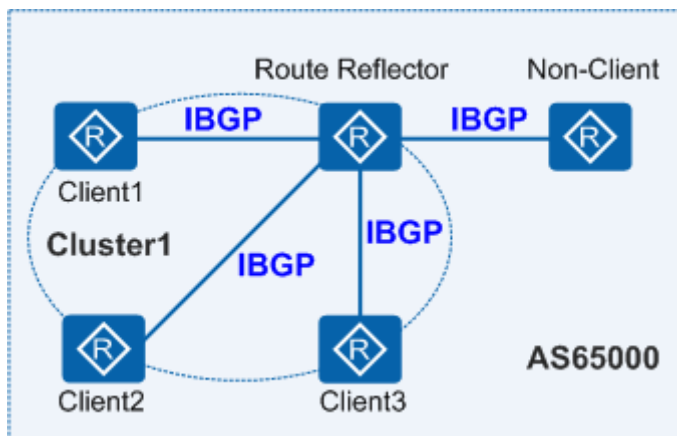 Route Reflector
Non-Client
R
IBGP
R
IBGP
R
Client1
Cluster1
IBGP
IBGP
R
R
AS65000
Client2
Client3